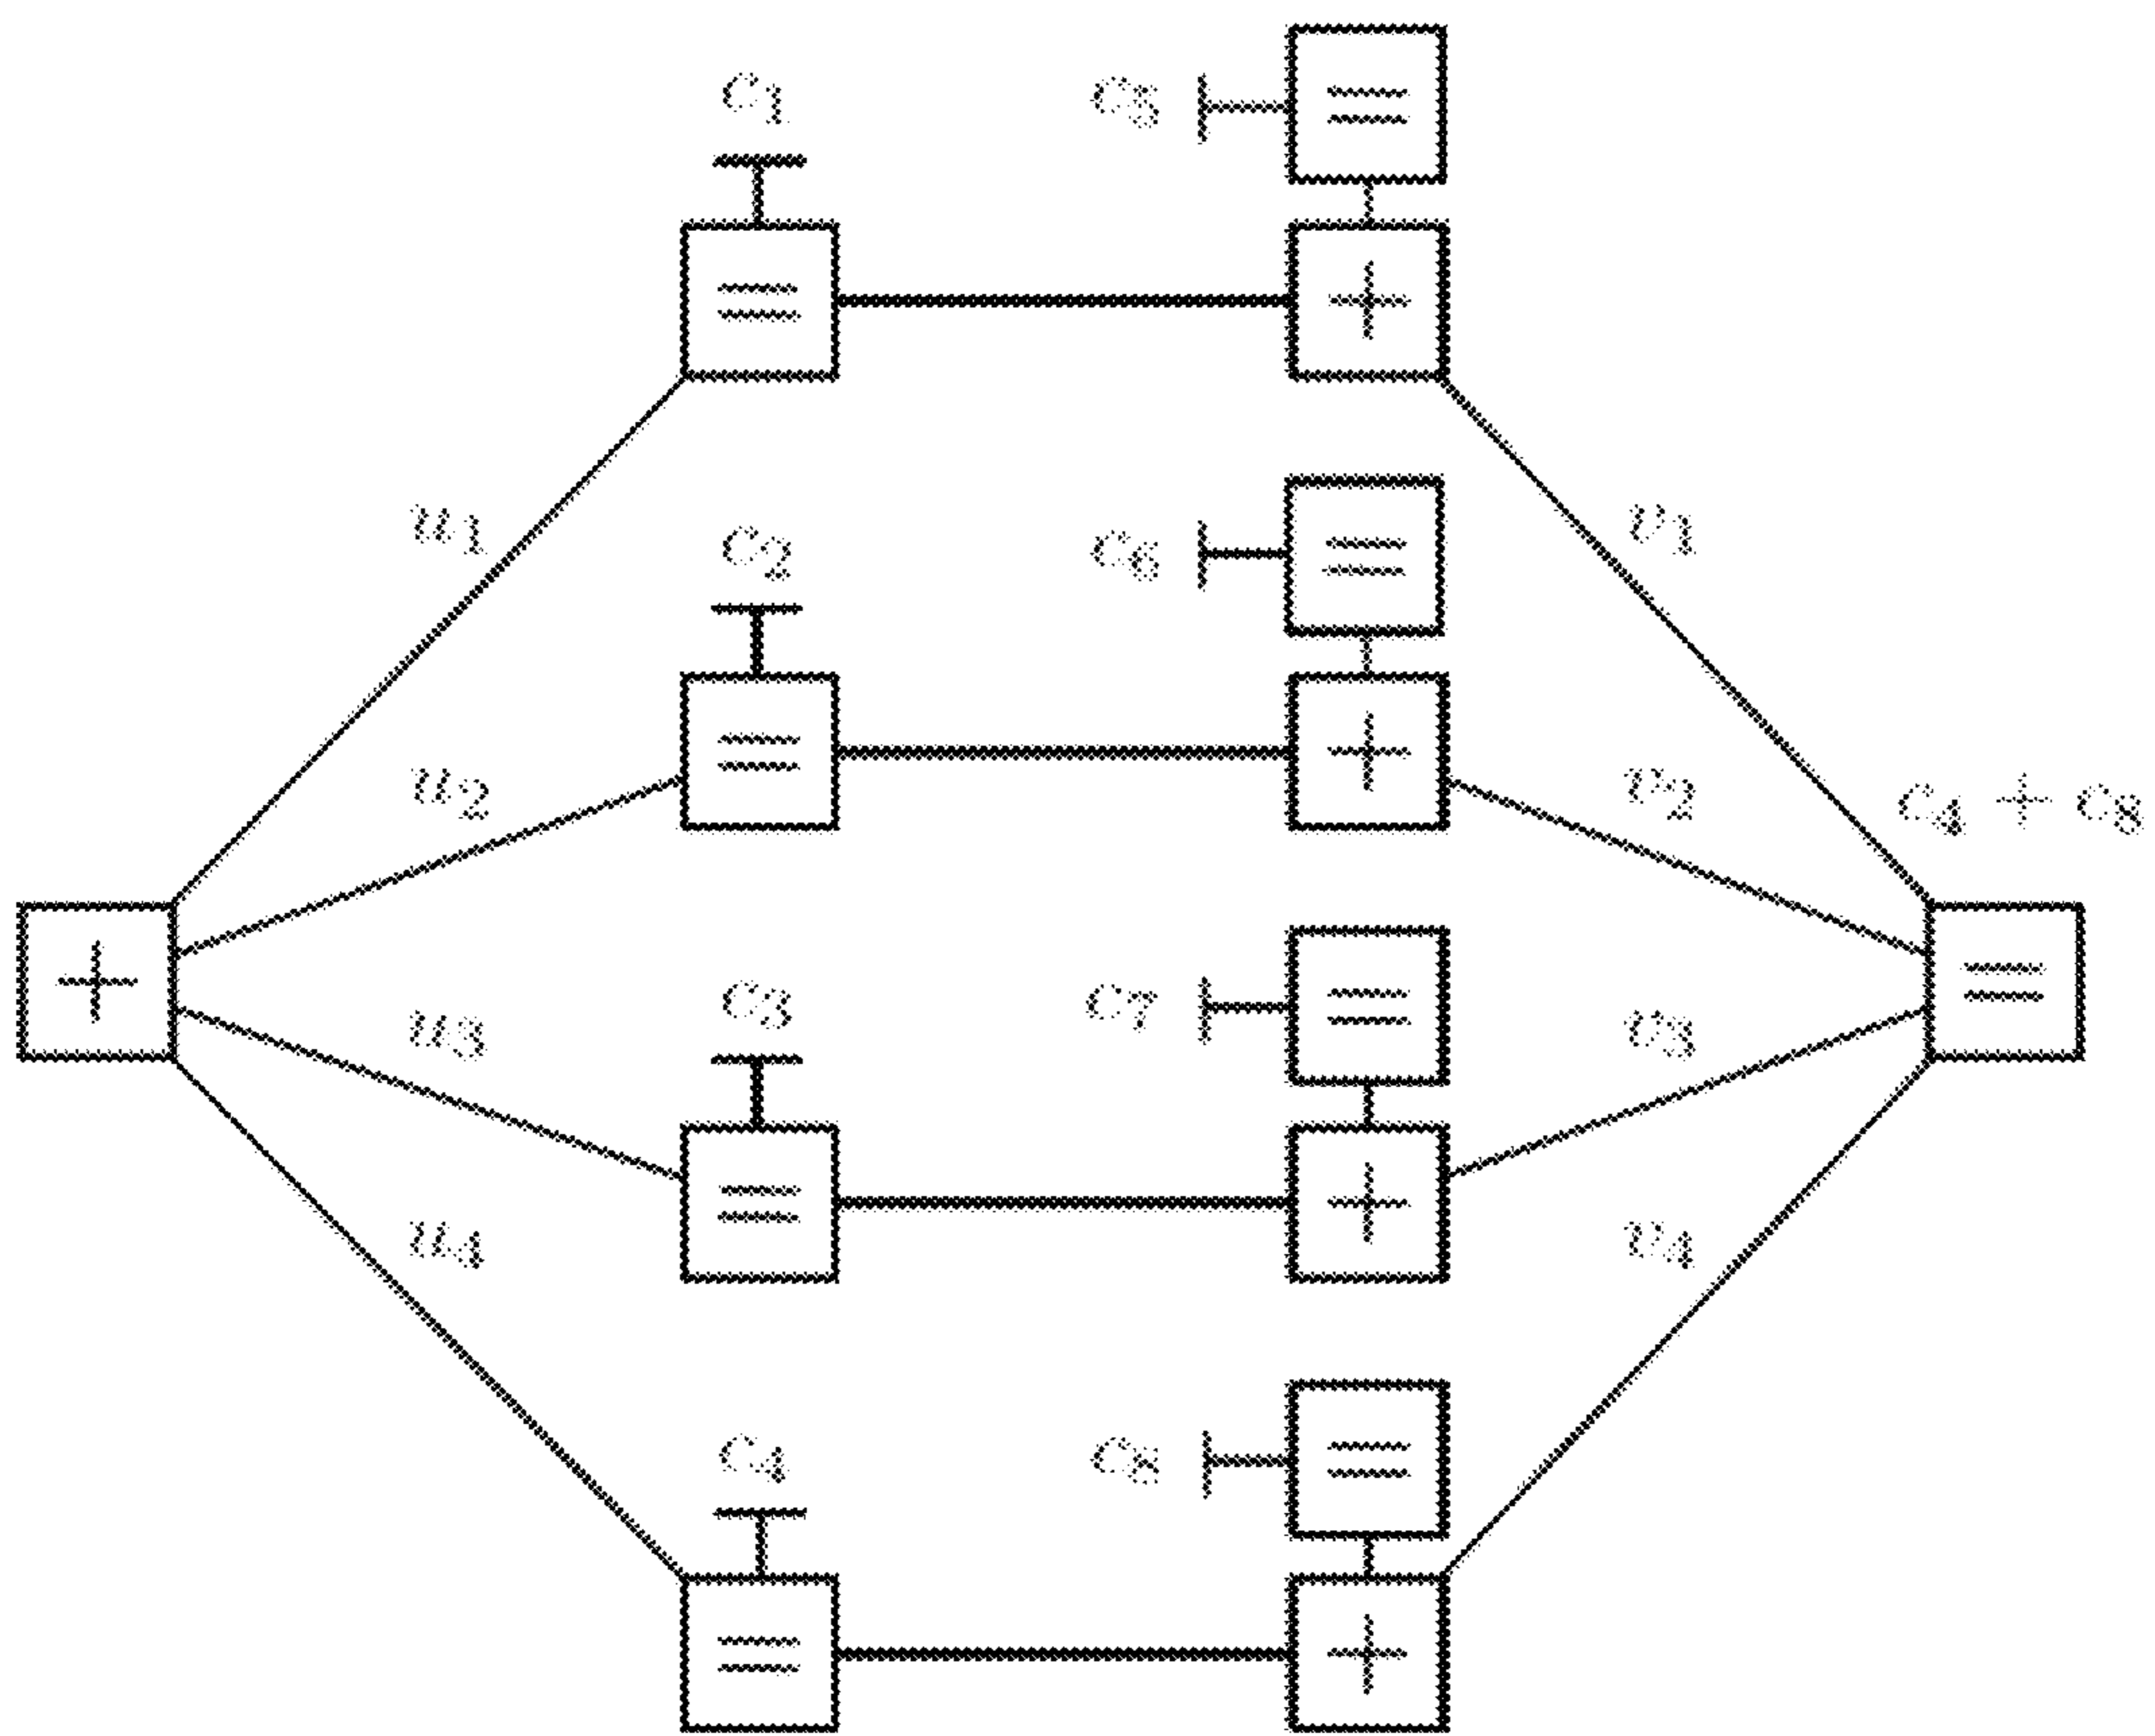 c₁
c₅
=
=
+
u₁
v₁
c₂
c₆
=
=
+
u₂
v₂
c₄ + c₈
+
=
c₃
c₇
=
u₃
v₃
=
+
u₄
v₄
c₄
c₈
=
=
+